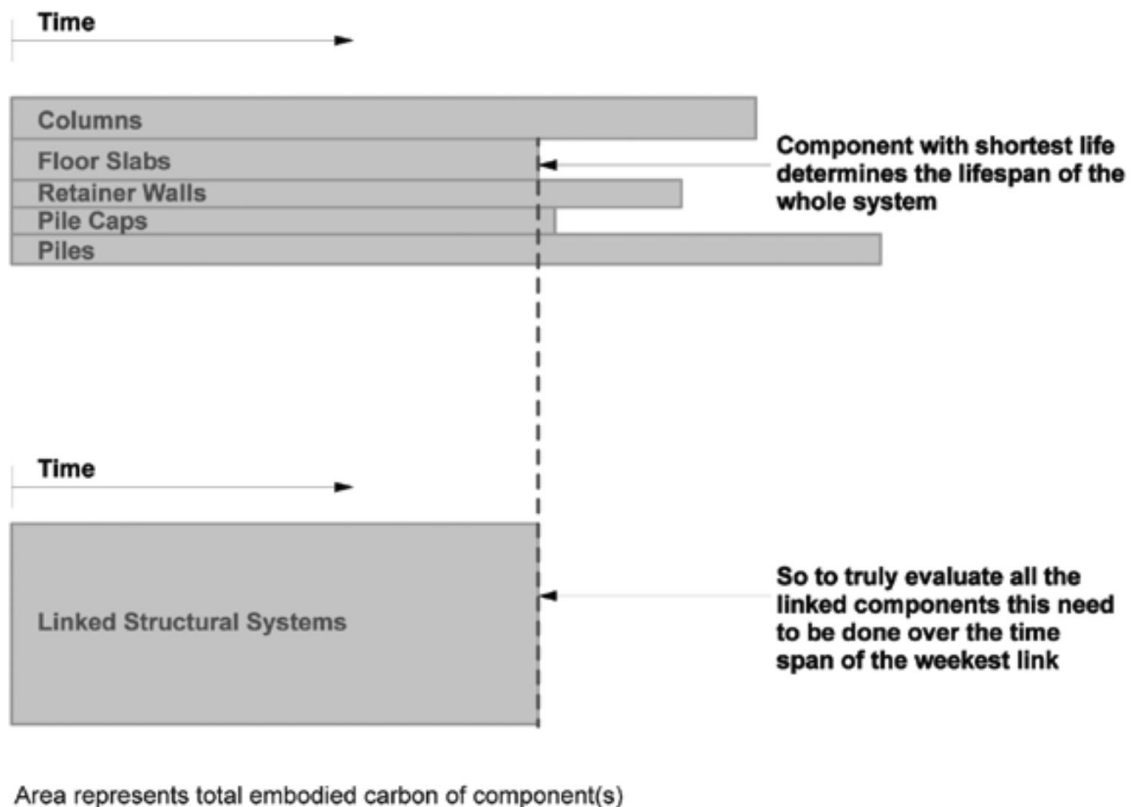 Time
Columns
Floor Slabs
Retainer Walls
Pile Caps
Piles
Component with shortest life
determines the lifespan of the
whole system
Time
Linked Structural Systems
So to truly evaluate all the
linked components this need
to be done over the time
span of the weekest link
Area represents total embodied carbon of component(s)